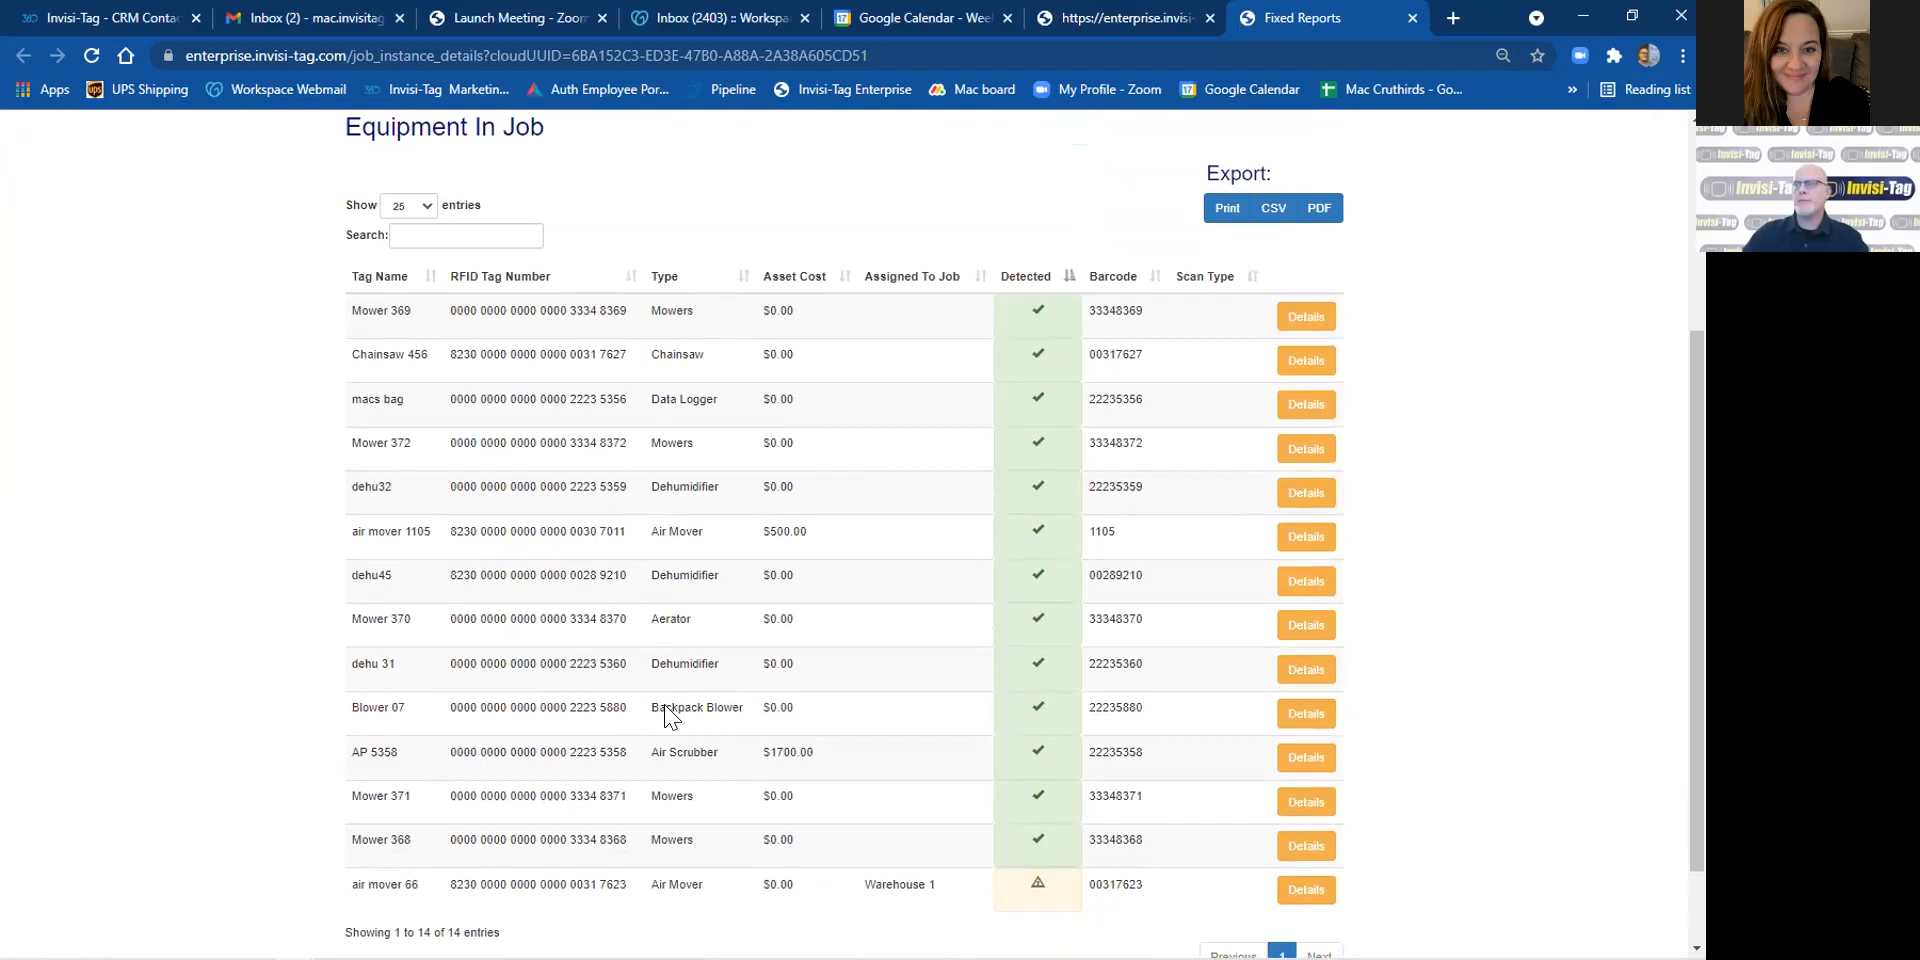 Invisi-Tag - CRM Conta
Inbox (2) - mac.invisitag
Launch Meeting - Zoom
Inbox (2403) :: Workspa
Google Calendar - Wee
https://enterprise.invisi-
Fixed Reports
enterprise.invisi-tag.com/job_instance_details?cloudUUID=6BA152C3-ED3E-47B0-A88A-2A38A605CD51
Apps
UPS Shipping
Workspace Webmail
Invisi-Tag Marketin...
Auth Employee Por...
Pipeline
Invisi-Tag Enterprise
Mac board
My Profile - Zoom
Google Calendar
Mac Cruthirds - Go...
»
Reading list
Equipment In Job
Export:
Print CSV PDF
Show 25 entries
Search:
Tag Name RFID Tag Number Type Asset Cost Assigned To Job Detected Barcode Scan Type
Mower 369 0000 0000 0000 0000 3334 8369 Mowers $0.00 33348369 Details
Chainsaw 456 8230 0000 0000 0000 0031 7627 Chainsaw $0.00 00317627 Details
macs bag 0000 0000 0000 0000 2223 5356 Data Logger $0.00 22235356 Details
Mower 372 0000 0000 0000 0000 3334 8372 Mowers $0.00 33348372 Details
dehu32 0000 0000 0000 0000 2223 5359 Dehumidifier $0.00 22235359 Details
air mover 1105 8230 0000 0000 0000 0030 7011 Air Mover $500.00 1105 Details
dehu45 8230 0000 0000 0000 0028 9210 Dehumidifier $0.00 00289210 Details
Mower 370 0000 0000 0000 0000 3334 8370 Aerator $0.00 33348370 Details
dehu 31 0000 0000 0000 0000 2223 5360 Dehumidifier $0.00 22235360 Details
Blower 07 0000 0000 0000 0000 2223 5880 Backpack Blower $0.00 22235880 Details
AP 5358 0000 0000 0000 0000 2223 5358 Air Scrubber $1700.00 22235358 Details
Mower 371 0000 0000 0000 0000 3334 8371 Mowers $0.00 33348371 Details
Mower 368 0000 0000 0000 0000 3334 8368 Mowers $0.00 33348368 Details
air mover 66 8230 0000 0000 0000 0031 7623 Air Mover $0.00 Warehouse 1 00317623 Details
Showing 1 to 14 of 14 entries
Previous 1 Next
Invisi-Tag
Invisi-Tag
Invisi-Ta
Invisi-Tag